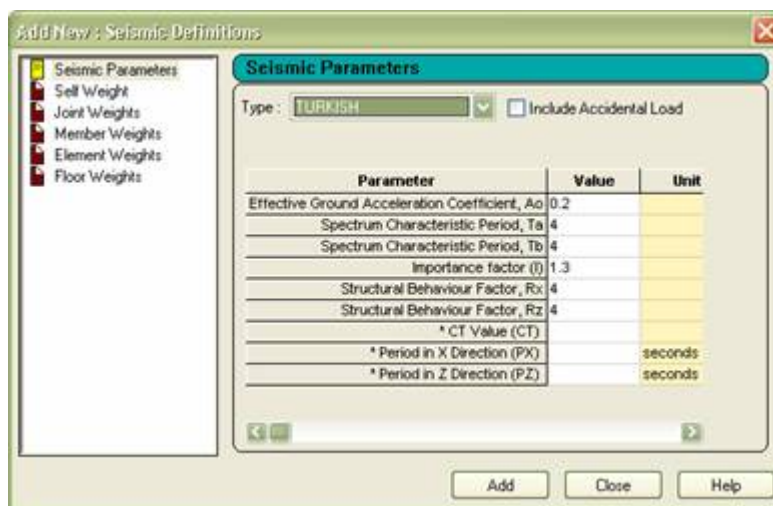 Add New : Seismic Definitions
Seismic Parameters
Self Weight
Joint Weights
Member Weights
Element Weights
Floor Weights
Seismic Parameters
Type : TURKISH Include Accidental Load
Parameter Value Unit
Effective Ground Acceleration Coefficient, Ao 0.2
Spectrum Characteristic Period, Ta 4
Spectrum Characteristic Period, Tb 4
Importance factor (I) 1.3
Structural Behaviour Factor, Rx 4
Structural Behaviour Factor, Rz 4
* CT Value (CT)
* Period in X Direction (PX) seconds
* Period in Z Direction (PZ) seconds
Add Close Help